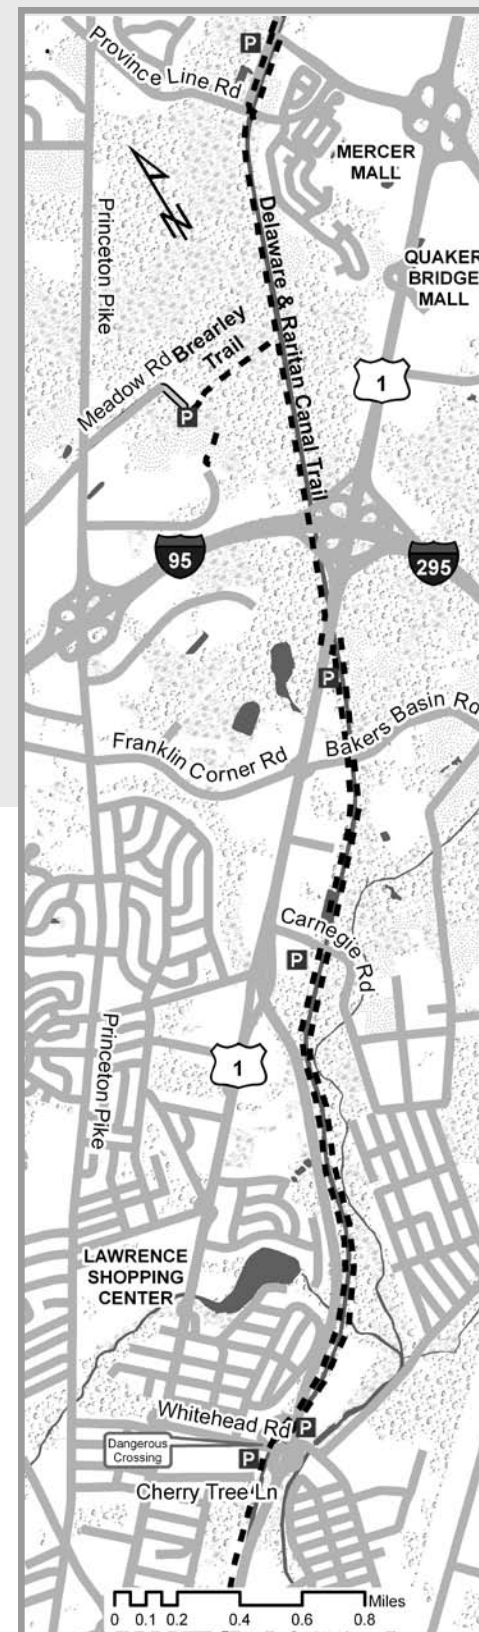 P
Province Line Rd
MERCER
MALL
N
Princeton Pike
Delaware & Raritan Canal Trail
QUAKER
BRIDGE
MALL
Brearley
Trail
Meadow Rd
1
P
95
295
P
Franklin Corner Rd
Bakers Basin Rd
Carnegie Rd
P
Princeton Pike
1
LAWRENCE
SHOPPING
CENTER
Whitehead Rd
P
Dangerous
Crossing
P
Cherry Tree Ln
Miles
0 0.1 0.2 0.4 0.6 0.8